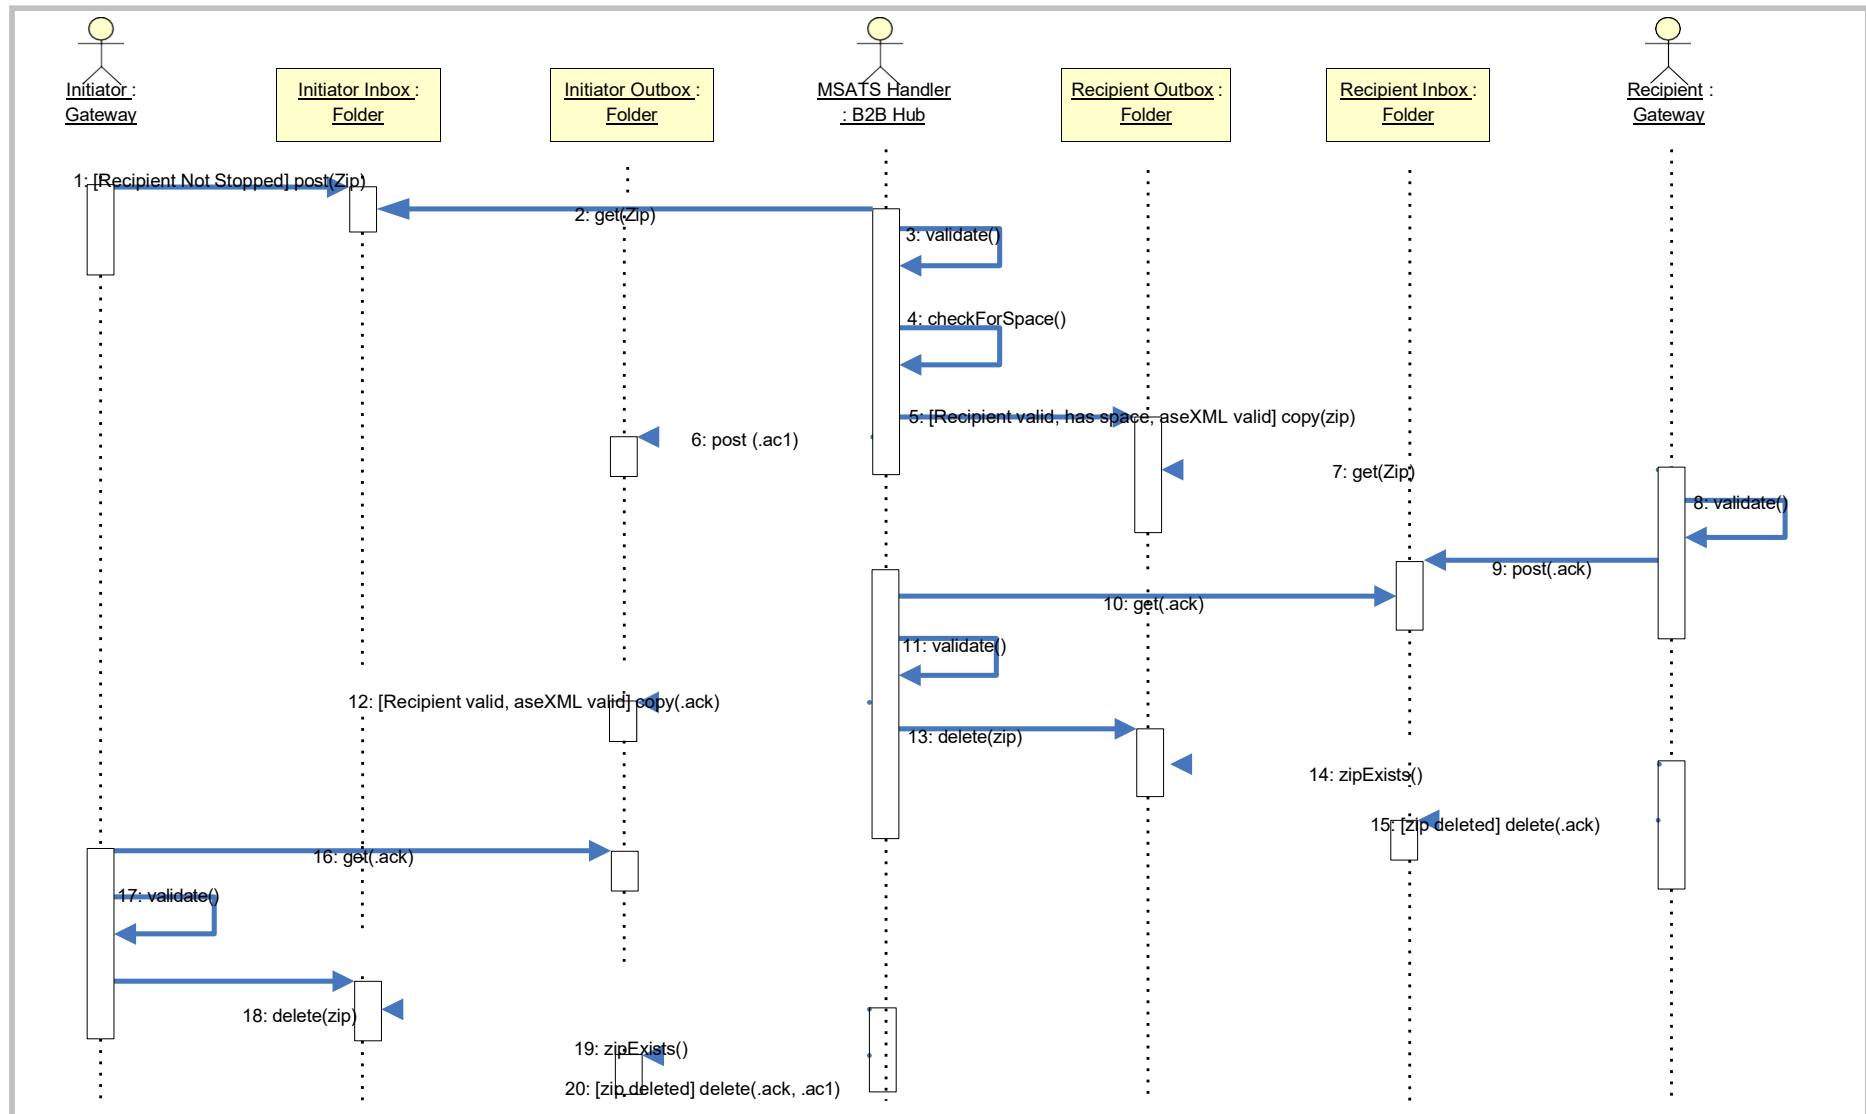 Initiator :
Gateway
Initiator Inbox :
Folder
Initiator Outbox :
Folder
MSATS Handler
: B2B Hub
Recipient Outbox :
Folder
Recipient Inbox :
Folder
Recipient :
Gateway
1: [Recipient Not Stopped] post(Zip)
2: get(Zip)
3: validate()
4: checkForSpace()
5: [Recipient valid, has space, aseXML valid] copy(zip)
6: post (.ac1)
7: get(Zip)
8: validate()
9: post(.ack)
10: get(.ack)
11: validate()
12: [Recipient valid, aseXML valid] copy(.ack)
13: delete(zip)
14: zipExists()
15: [zip deleted] delete(.ack)
16: get(.ack)
17: validate()
18: delete(zip)
19: zipExists()
20: [zip deleted] delete(.ack, .ac1)